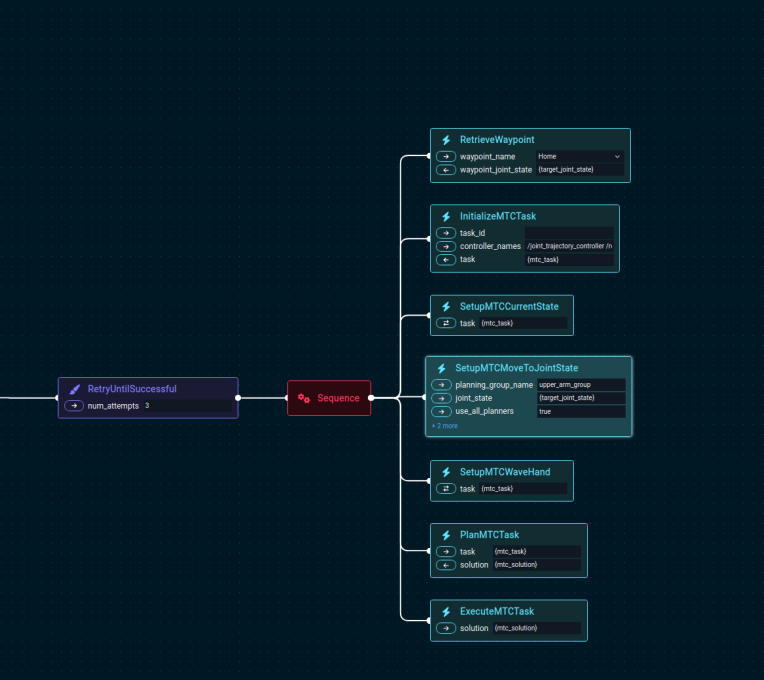 RetrieveWaypoint
waypoint_name Home
waypoint_joint_state {target_joint_state}
InitializeMTCTask
task_id
controller_names /joint_trajectory_controller /n
task {mtc_task}
SetupMTCCurrentState
task {mtc_task}
SetupMTCMoveToJointState
planning_group_name upper_arm_group
joint_state {target_joint_state}
use_all_planners true
+ 2 more
RetryUntilSuccessful
num_attempts 3
Sequence
SetupMTCWaveHand
task {mtc_task}
PlanMTCTask
task {mtc_task}
solution {mtc_solution}
ExecuteMTCTask
solution {mtc_solution}